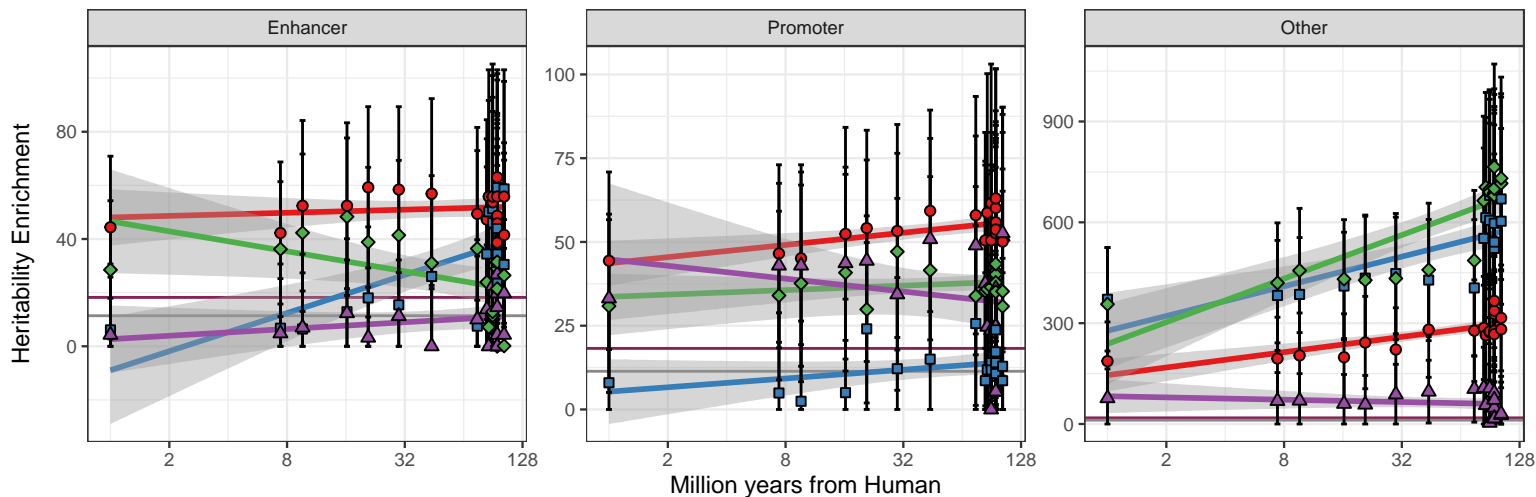 Enhancer
Promoter
Other
Heritability Enrichment
80
40
0
100
75
50
25
0
900
600
300
0
2 8 32 128
2 8 32 128
2 8 32 128
Million years from Human